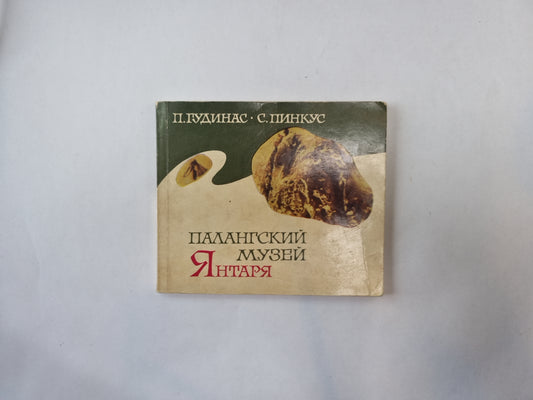 П. ГУДИНАС · С. ПИНКУС
ПАЛАНГСКИЙ
МУЗЕЙ
ЯНТАРЯ